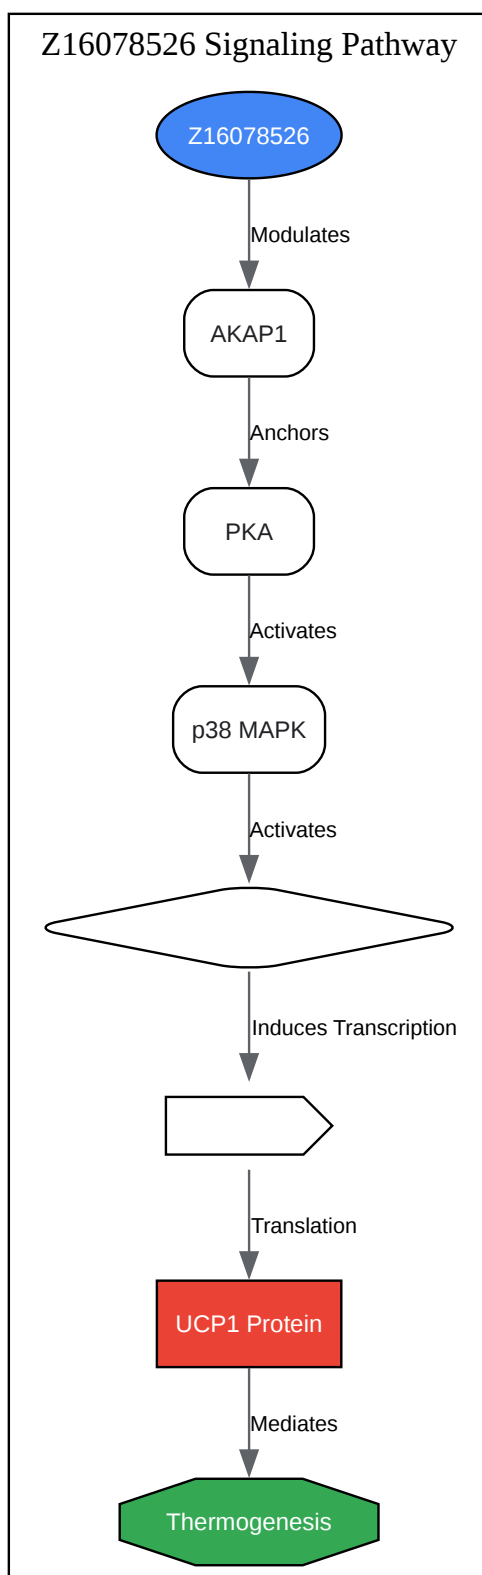 Z16078526 Signaling Pathway
Z16078526
Modulates
AKAP1
Anchors
PKA
Activates
p38 MAPK
Activates
Induces Transcription
Translation
UCP1 Protein
Mediates
Thermogenesis